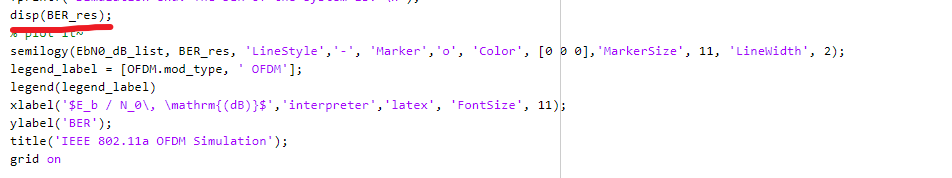 disp(BER_res);
% plot it~
semilogy(EbN0_dB_list, BER_res, 'LineStyle','-', 'Marker','o', 'Color', [0 0 0],'MarkerSize', 11, 'LineWidth', 2);
legend_label = [OFDM.mod_type, ' OFDM'];
legend(legend_label)
xlabel('$E_b / N_0\, \mathrm{(dB)}$','interpreter','latex', 'FontSize', 11);
ylabel('BER');
title('IEEE 802.11a OFDM Simulation');
grid on